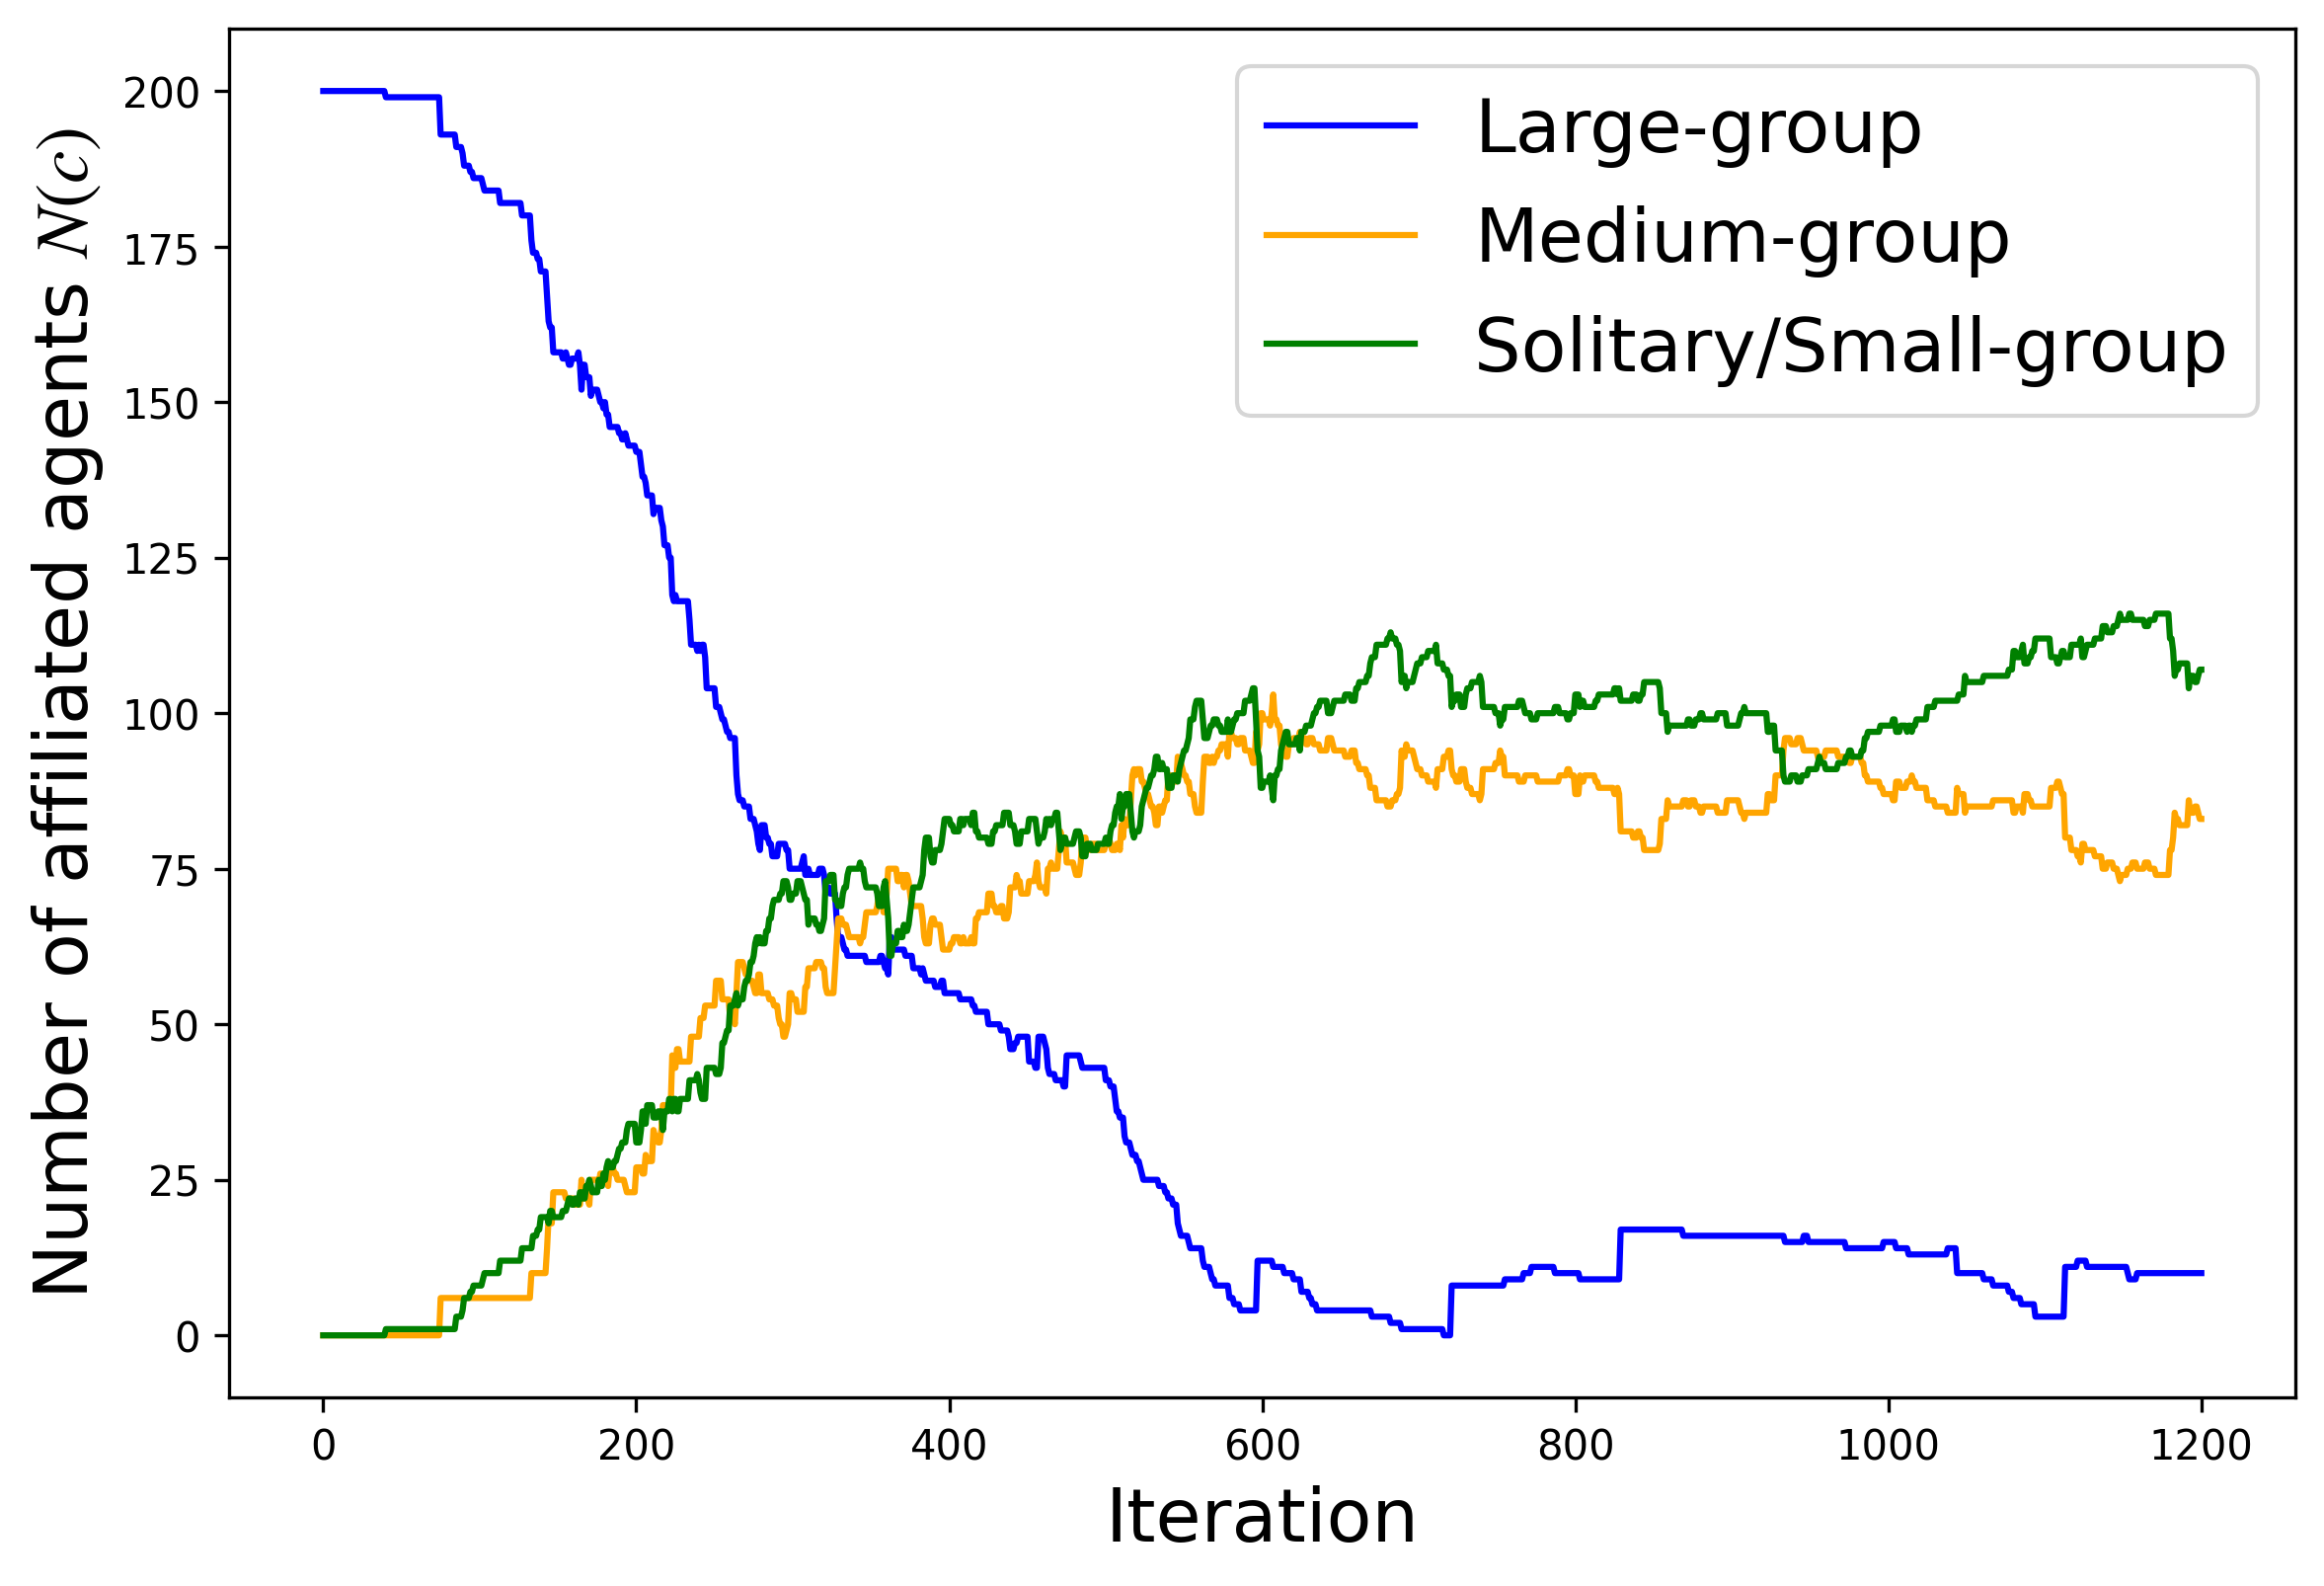 Number of affiliated agents N(c)
200
175
150
125
100
75
50
25
0
Large-group
Medium-group
Solitary/Small-group
0 200 400 600 800 1000 1200
Iteration